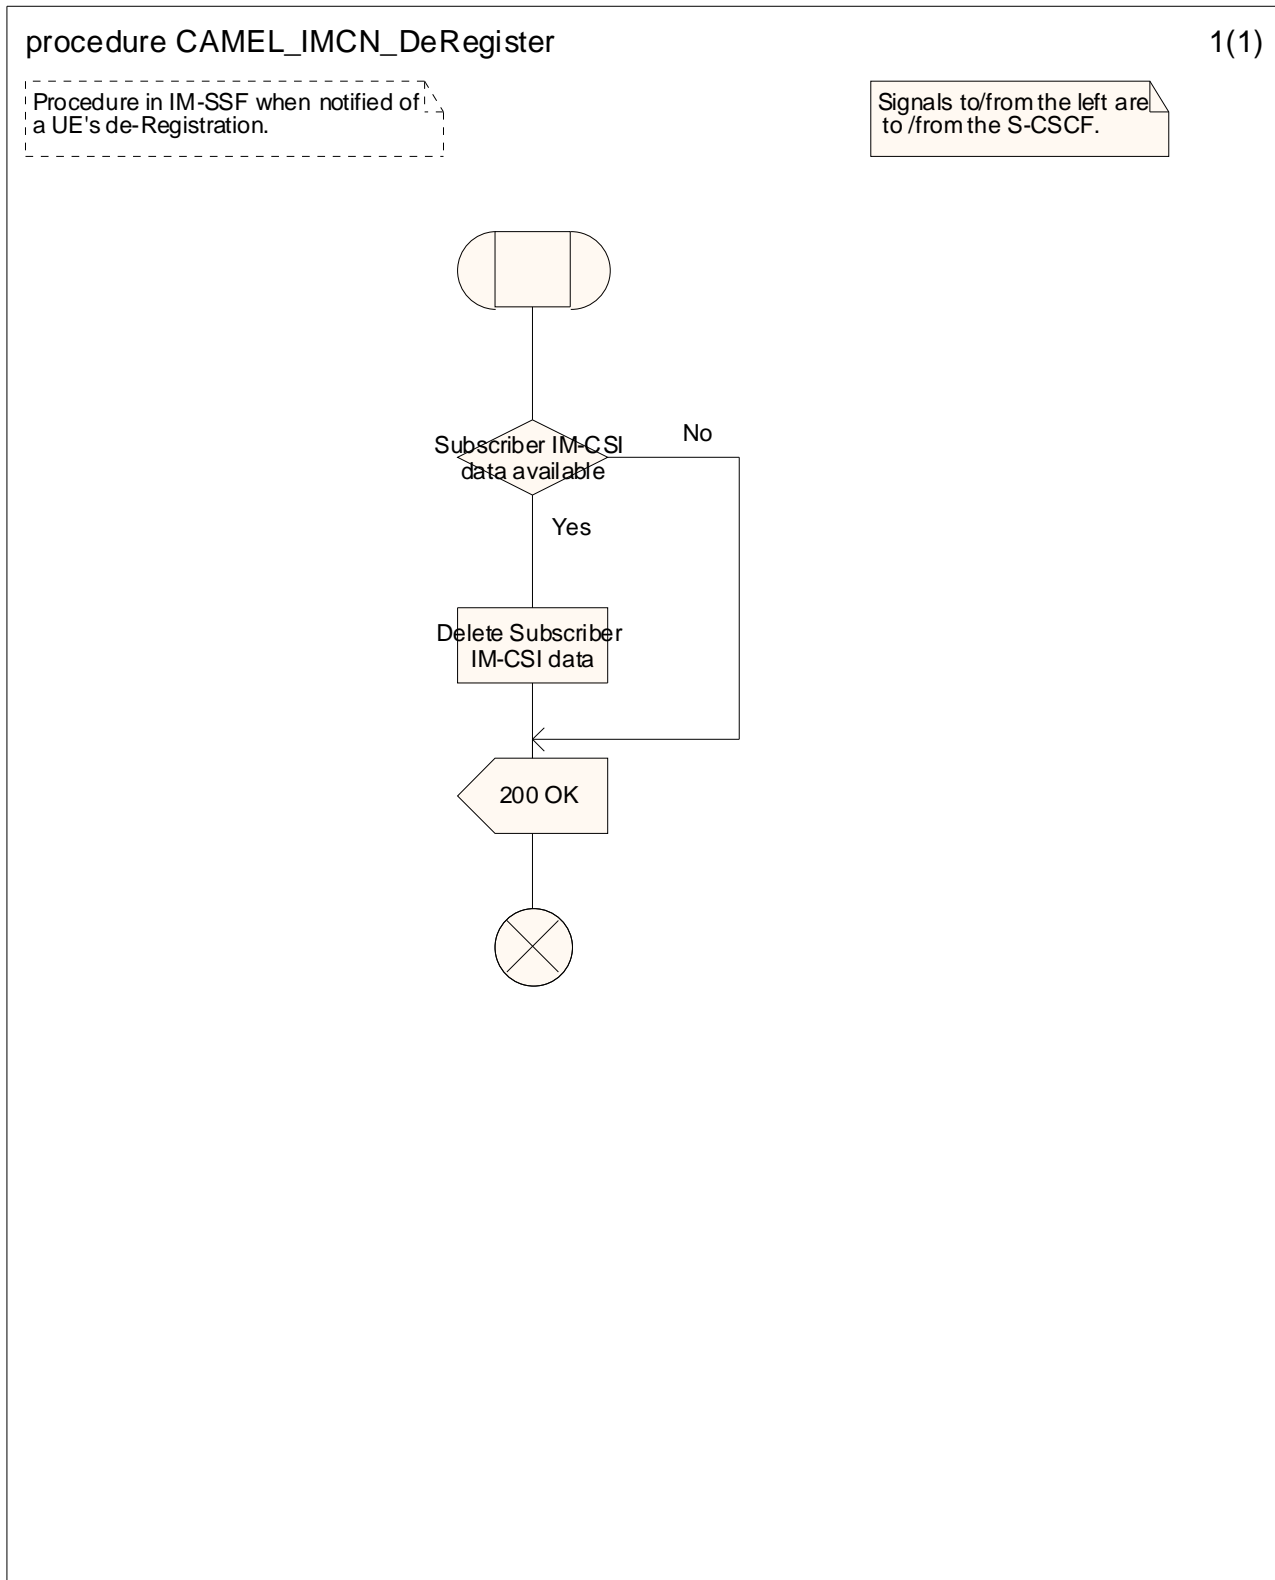 procedure CAMEL_IMCN_DeRegister
1(1)
Procedure in IM-SSF when notified of
a UE's de-Registration.
Signals to/from the left are
to /from the S-CSCF.
Subscriber IM-CSI
data available
No
Yes
Delete Subscriber
IM-CSI data
200 OK